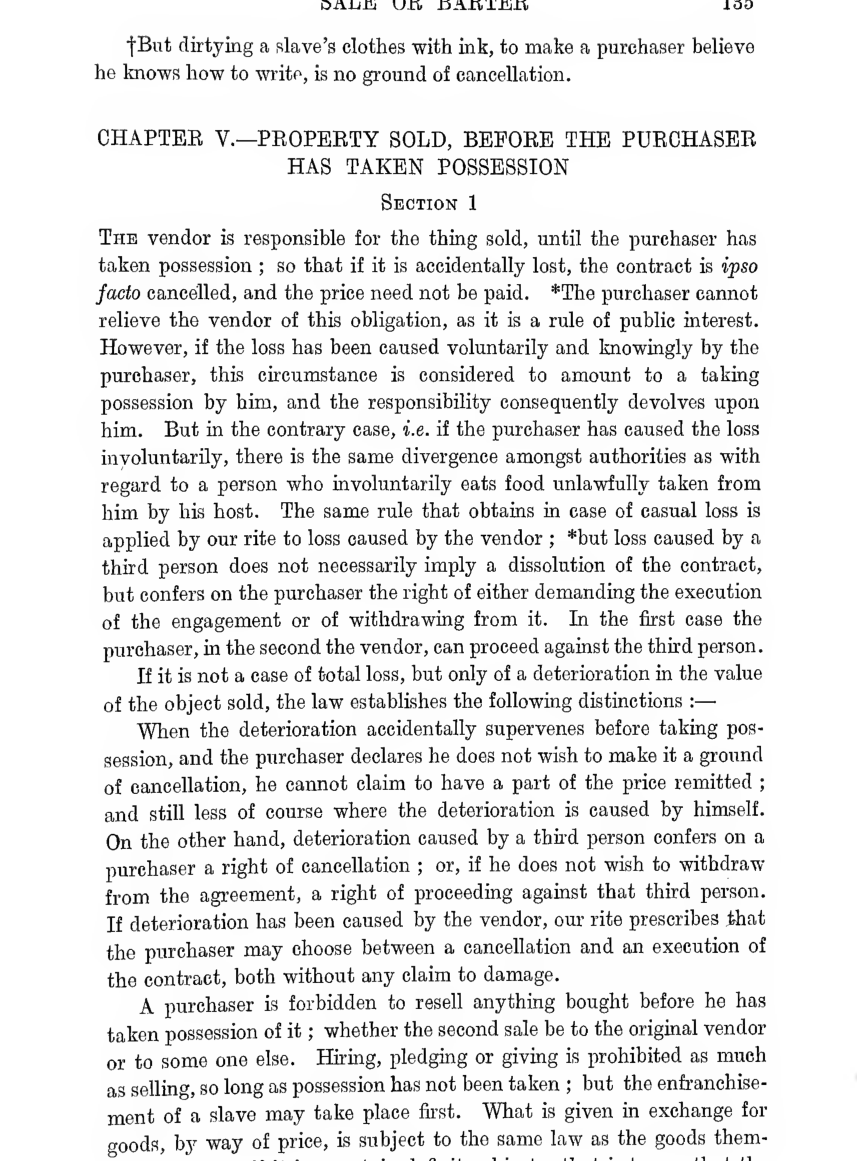 SALE OR BARTER 135
†But dirtying a slave's clothes with ink, to make a purchaser believe
he knows how to write, is no ground of cancellation.
CHAPTER V.—PROPERTY SOLD, BEFORE THE PURCHASER
HAS TAKEN POSSESSION
Section 1
The vendor is responsible for the thing sold, until the purchaser has
taken possession ; so that if it is accidentally lost, the contract is ipso
facto cancelled, and the price need not be paid. *The purchaser cannot
relieve the vendor of this obligation, as it is a rule of public interest.
However, if the loss has been caused voluntarily and knowingly by the
purchaser, this circumstance is considered to amount to a taking
possession by him, and the responsibility consequently devolves upon
him. But in the contrary case, i.e. if the purchaser has caused the loss
involuntarily, there is the same divergence amongst authorities as with
regard to a person who involuntarily eats food unlawfully taken from
him by his host. The same rule that obtains in case of casual loss is
applied by our rite to loss caused by the vendor ; *but loss caused by a
third person does not necessarily imply a dissolution of the contract,
but confers on the purchaser the right of either demanding the execution
of the engagement or of withdrawing from it. In the first case the
purchaser, in the second the vendor, can proceed against the third person.
If it is not a case of total loss, but only of a deterioration in the value
of the object sold, the law establishes the following distinctions :—
When the deterioration accidentally supervenes before taking pos-
session, and the purchaser declares he does not wish to make it a ground
of cancellation, he cannot claim to have a part of the price remitted ;
and still less of course where the deterioration is caused by himself.
On the other hand, deterioration caused by a third person confers on a
purchaser a right of cancellation ; or, if he does not wish to withdraw
from the agreement, a right of proceeding against that third person.
If deterioration has been caused by the vendor, our rite prescribes that
the purchaser may choose between a cancellation and an execution of
the contract, both without any claim to damage.
A purchaser is forbidden to resell anything bought before he has
taken possession of it ; whether the second sale be to the original vendor
or to some one else. Hiring, pledging or giving is prohibited as much
as selling, so long as possession has not been taken ; but the enfranchise-
ment of a slave may take place first. What is given in exchange for
goods, by way of price, is subject to the same law as the goods them-